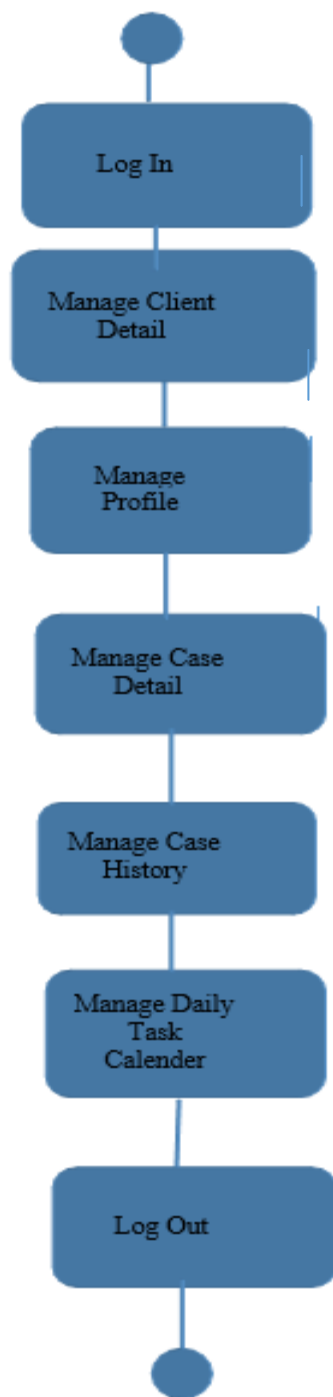 Log In
Manage Client
Detail
Manage
Profile
Manage Case
Detail
Manage Case
History
Manage Daily
Task
Calender
Log Out